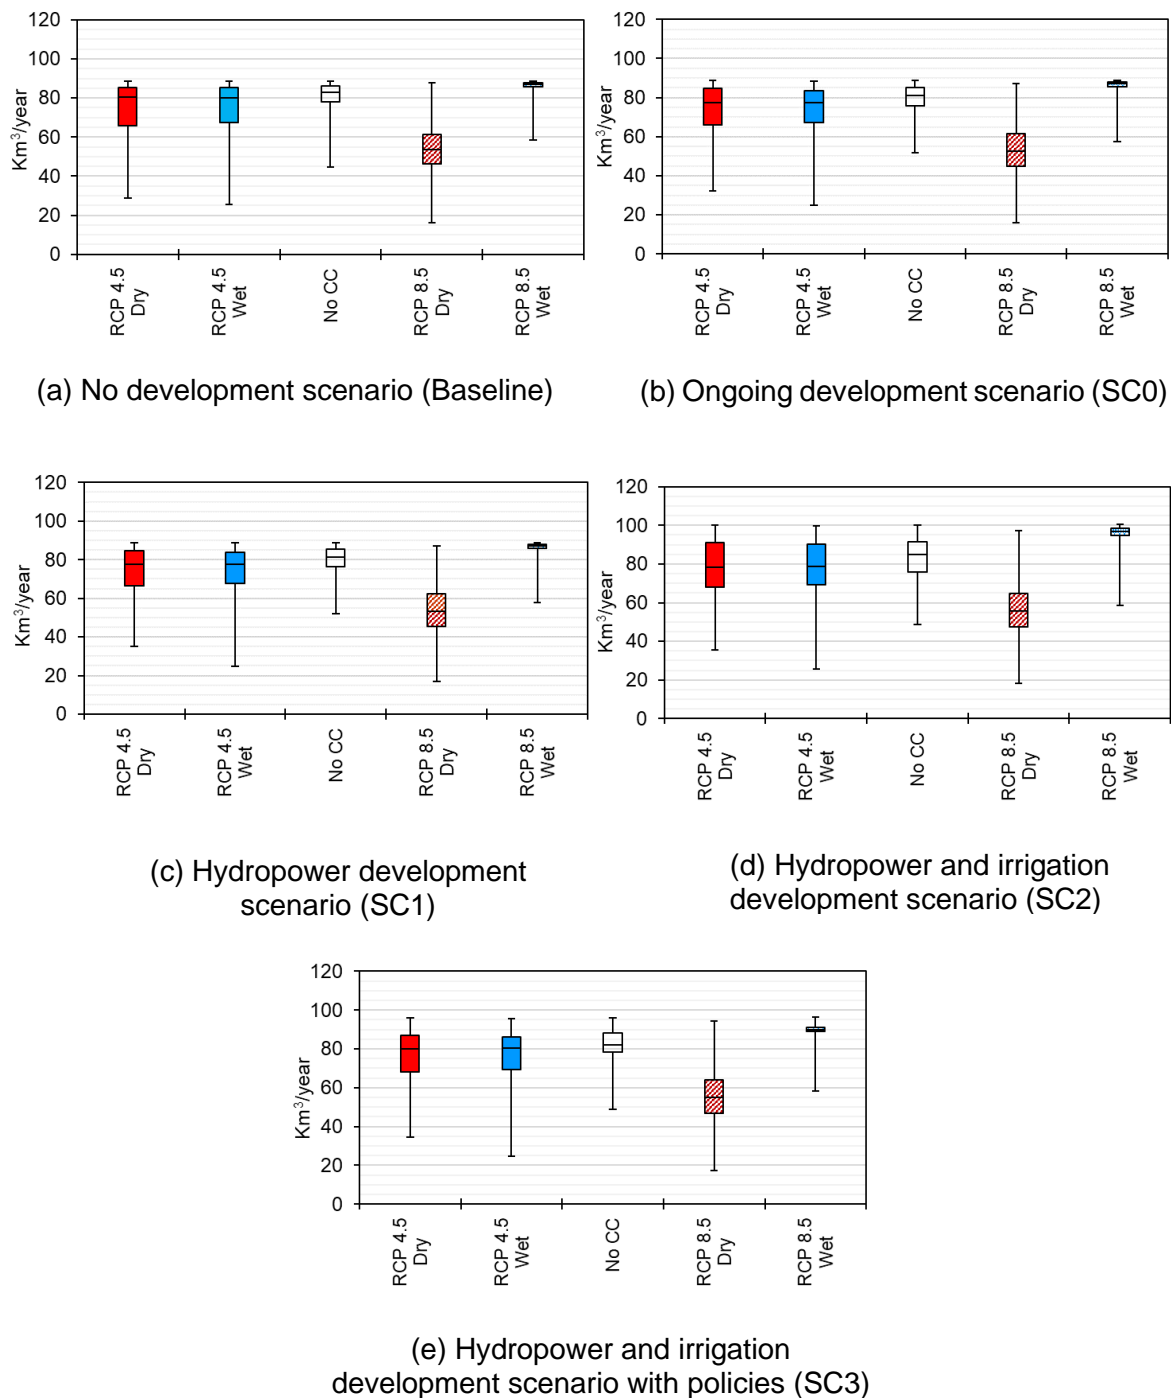 120
100
80
60
40
20
0
Km³/year
RCP 4.5
Dry
RCP 4.5
Wet
No CC
RCP 8.5
Dry
RCP 8.5
Wet
(a) No development scenario (Baseline)
120
100
80
60
40
20
0
Km³/year
RCP 4.5
Dry
RCP 4.5
Wet
No CC
RCP 8.5
Dry
RCP 8.5
Wet
(b) Ongoing development scenario (SC0)
120
100
80
60
40
20
0
Km³/year
RCP 4.5
Dry
RCP 4.5
Wet
No CC
RCP 8.5
Dry
RCP 8.5
Wet
(c) Hydropower development
scenario (SC1)
120
100
80
60
40
20
0
Km³/year
RCP 4.5
Dry
RCP 4.5
Wet
No CC
RCP 8.5
Dry
RCP 8.5
Wet
(d) Hydropower and irrigation
development scenario (SC2)
120
100
80
60
40
20
0
Km³/year
RCP 4.5
Dry
RCP 4.5
Wet
No CC
RCP 8.5
Dry
RCP 8.5
Wet
(e) Hydropower and irrigation
development scenario with policies (SC3)